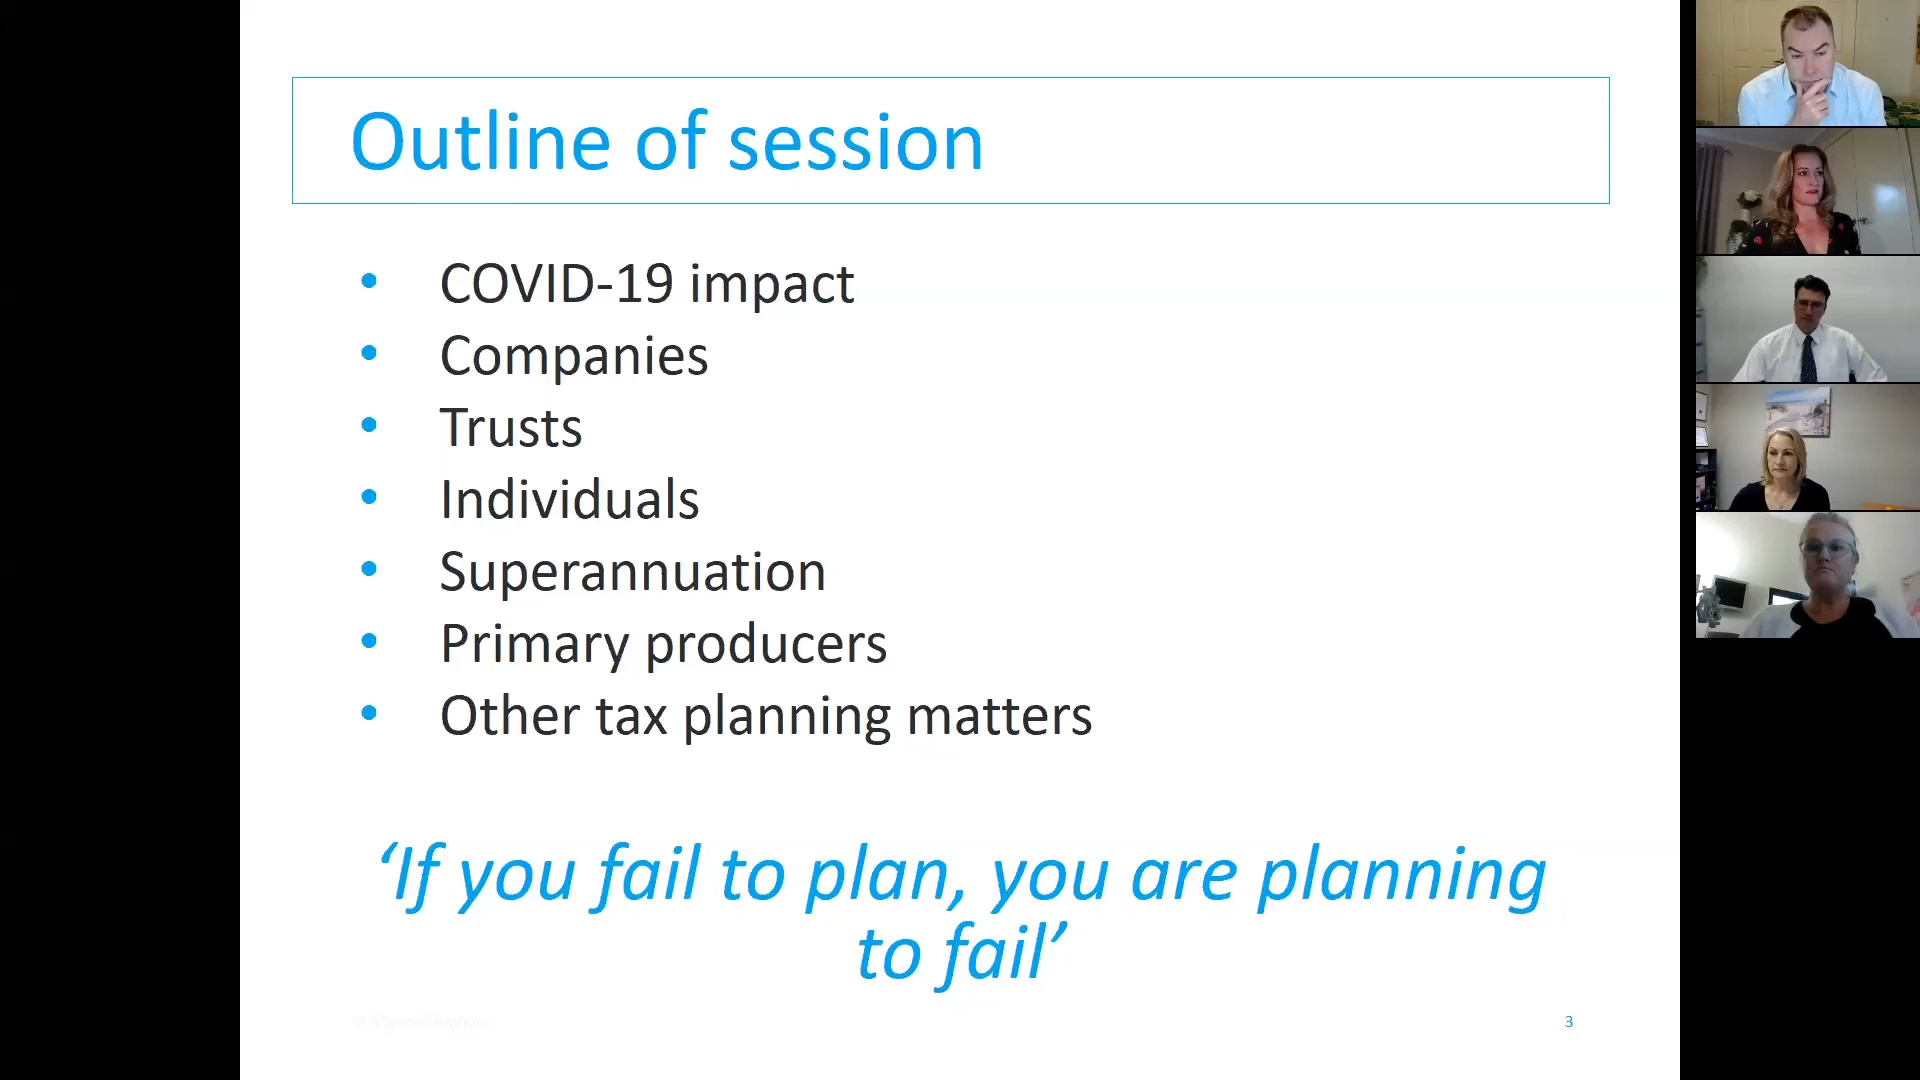 Outline of session
• COVID-19 impact
• Companies
• Trusts
• Individuals
• Superannuation
• Primary producers
• Other tax planning matters
‘If you fail to plan, you are planning
to fail’
3